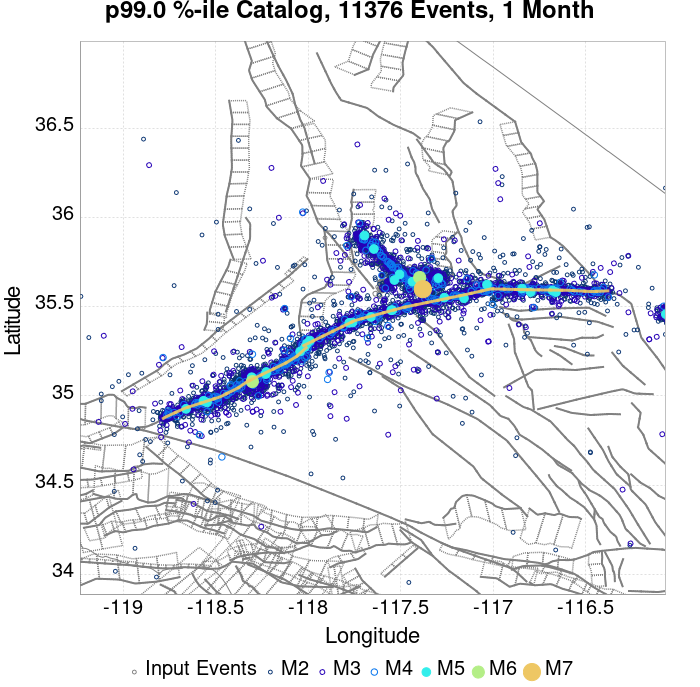 p99.0 %-ile Catalog, 11376 Events, 1 Month
36.5
36
35.5
35
34.5
34
Latitude
-119 -118.5 -118 -117.5 -117 -116.5
Longitude
Input Events M2 M3 M4 M5 M6 M7